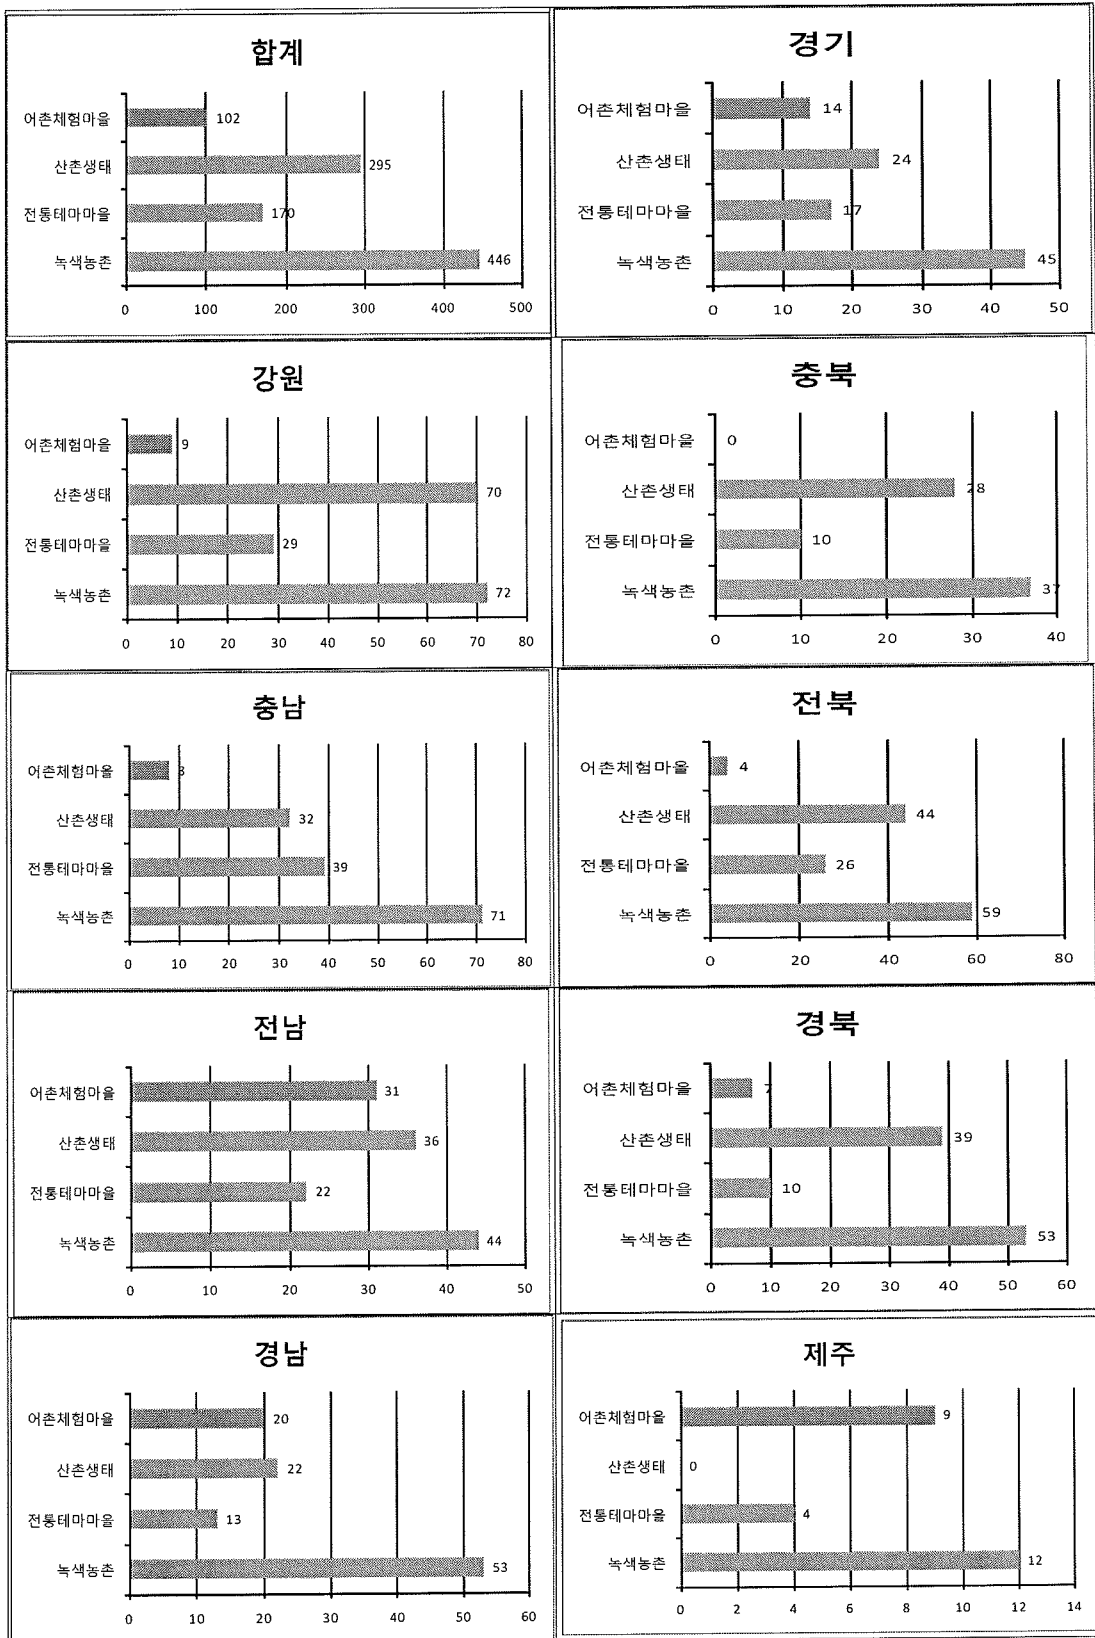 합계
어촌체험마을 102
산촌생태 295
전통테마마을 170
녹색농촌 446
0 100 200 300 400 500
경기
어촌체험마을 14
산촌생태 24
전통테마마을 17
녹색농촌 45
0 10 20 30 40 50
강원
어촌체험마을 9
산촌생태 70
전통테마마을 29
녹색농촌 72
0 10 20 30 40 50 60 70 80
충북
어촌체험마을 0
산촌생태 28
전통테마마을 10
녹색농촌 37
0 10 20 30 40
충남
어촌체험마을 8
산촌생태 32
전통테마마을 39
녹색농촌 71
0 10 20 30 40 50 60 70 80
전북
어촌체험마을 4
산촌생태 44
전통테마마을 26
녹색농촌 59
0 20 40 60 80
전남
어촌체험마을 31
산촌생태 36
전통테마마을 22
녹색농촌 44
0 10 20 30 40 50
경북
어촌체험마을 7
산촌생태 39
전통테마마을 10
녹색농촌 53
0 10 20 30 40 50 60
경남
어촌체험마을 20
산촌생태 22
전통테마마을 13
녹색농촌 53
0 10 20 30 40 50 60
제주
어촌체험마을 9
산촌생태 0
전통테마마을 4
녹색농촌 12
0 2 4 6 8 10 12 14